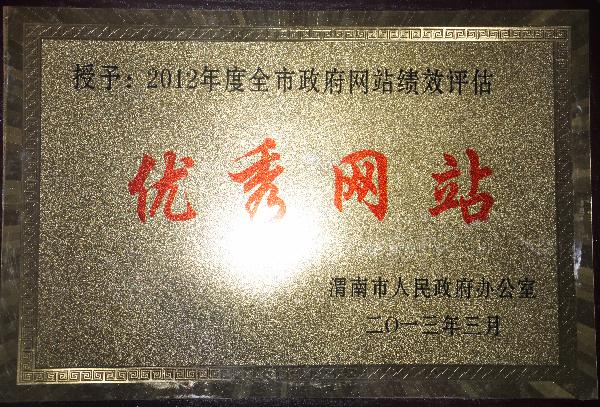 授予：2012年度全市政府网站绩效评估
优秀网站
渭南市人民政府办公室
二〇一三年三月